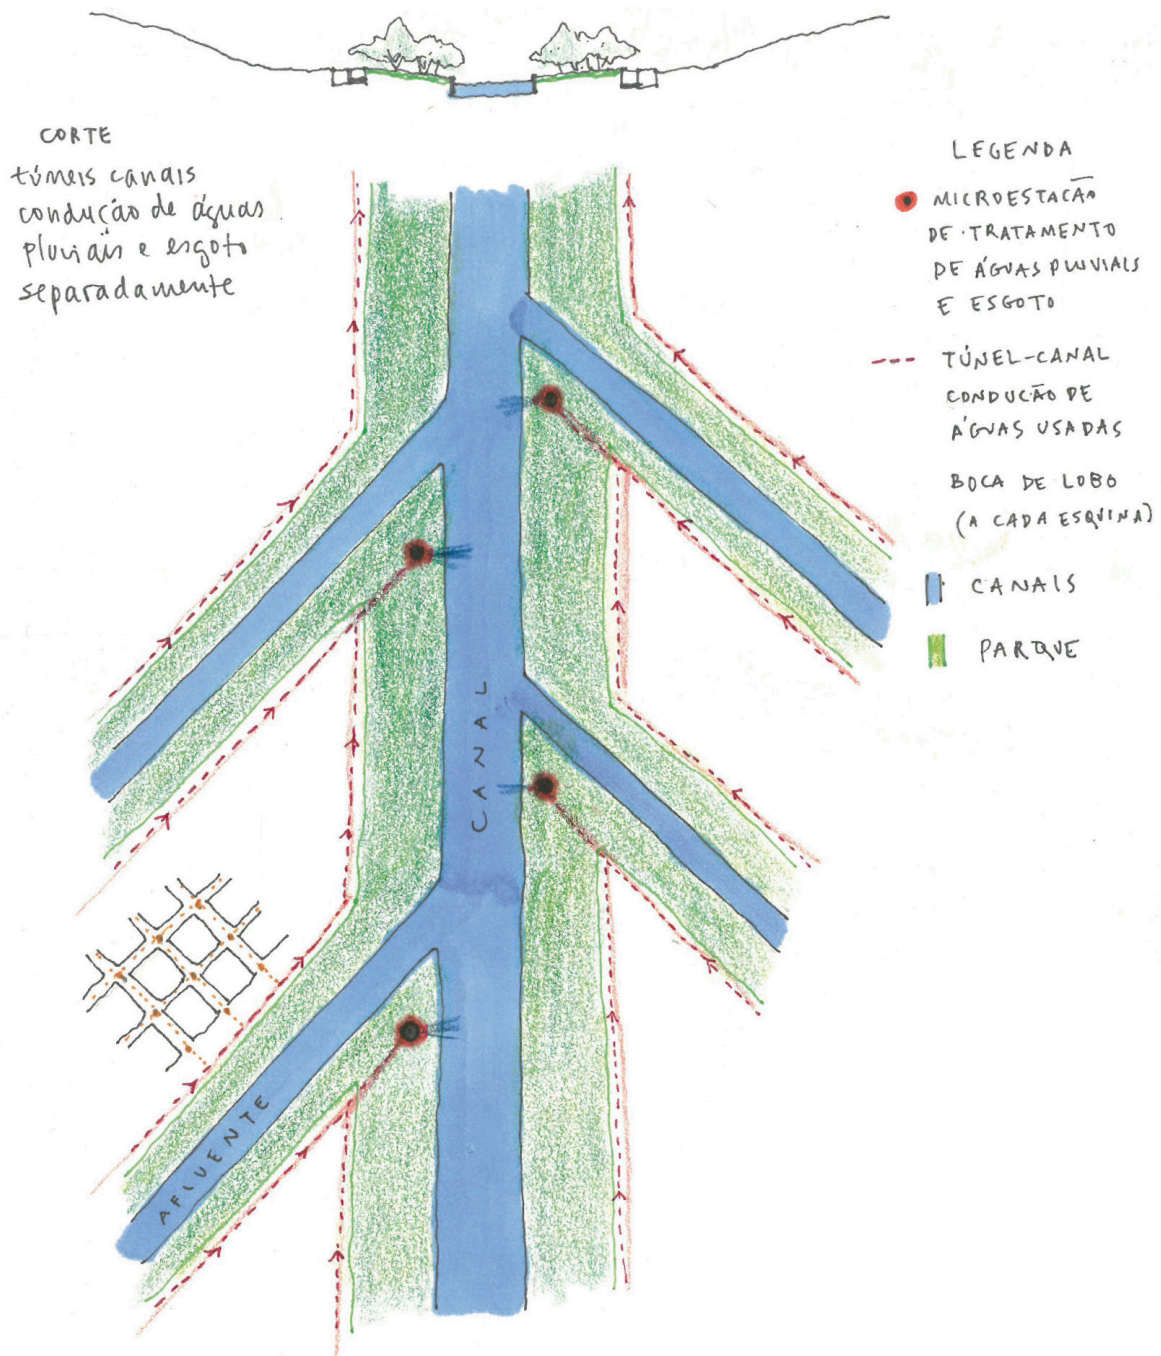 CORTE
túneis canais
condução de águas
pluviais e esgoto
separadamente
LEGENDA
MICROESTAÇÃO
DE TRATAMENTO
DE ÁGUAS PLUVIAIS
E ESGOTO
TÚNEL-CANAL
CONDUÇÃO DE
ÁGUAS USADAS
BOCA DE LOBO
(A CADA ESQUINA)
CANAIS
PARQUE
CANAL
AFLUENTE